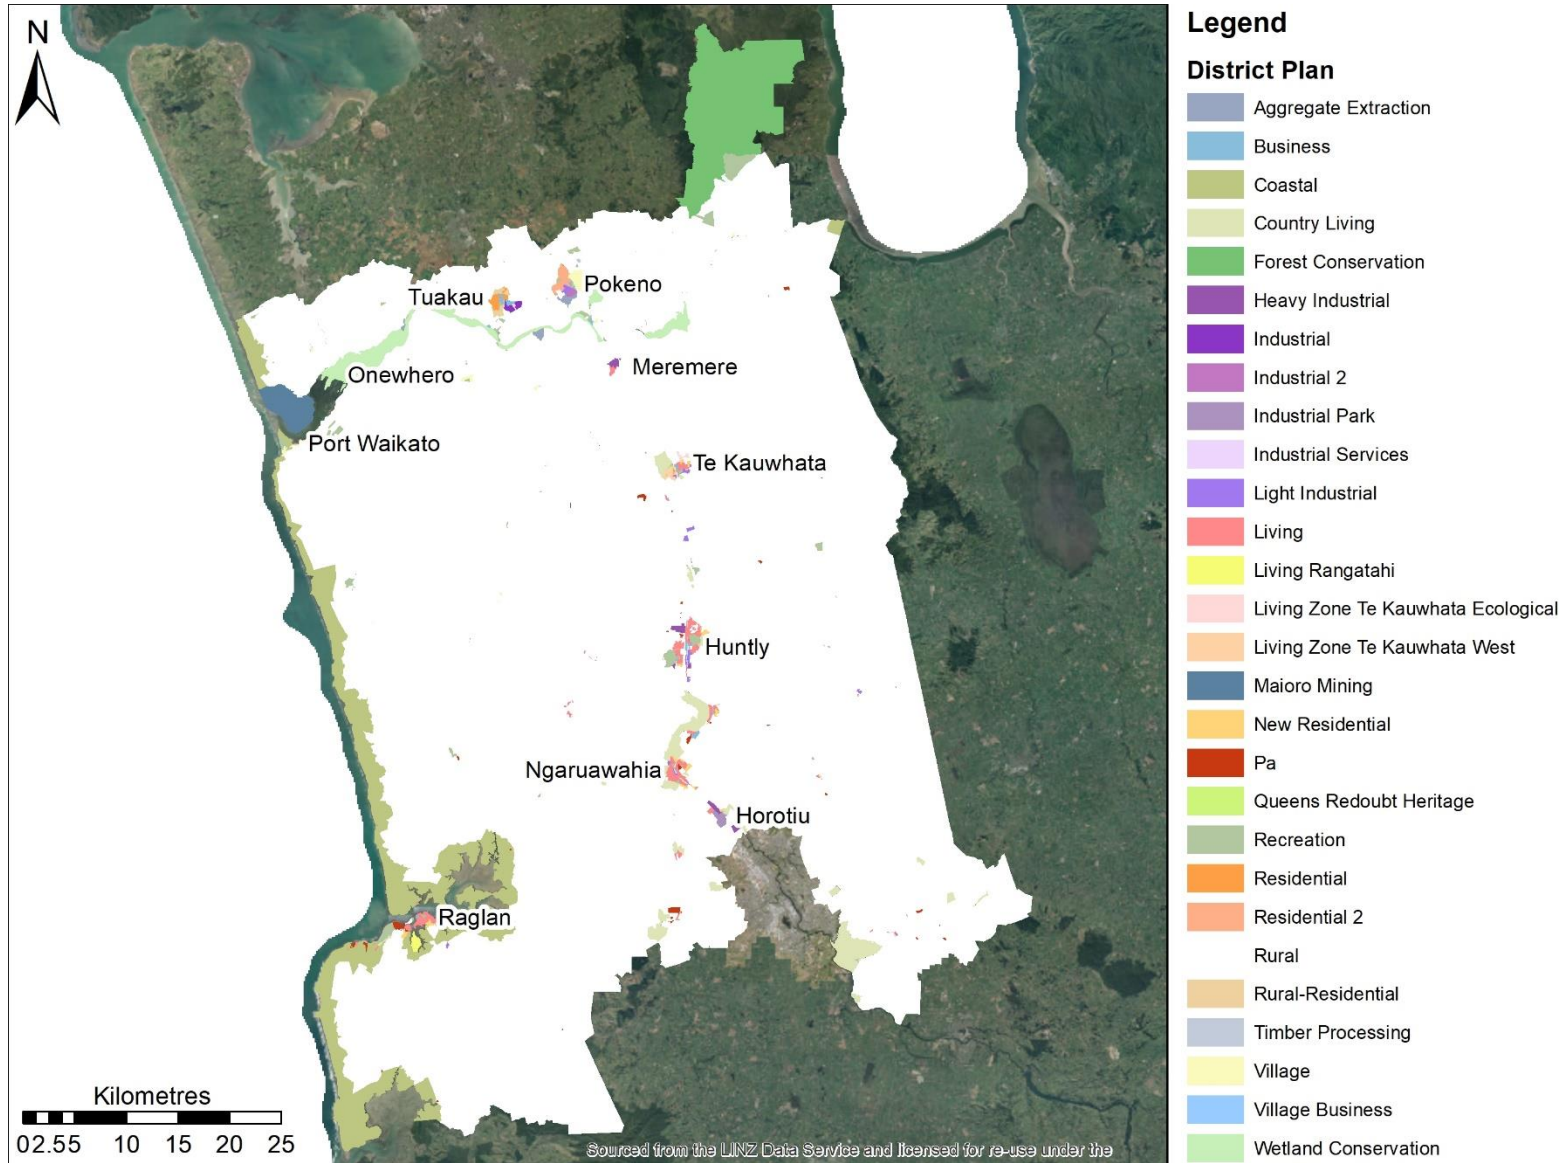 N
Tuakau
Pokeno
Onewhero
Meremere
Port Waikato
Te Kauwhata
Huntly
Ngaruawahia
Horotiu
Raglan
Kilometres
02.55 10 15 20 25
Sourced from the LINZ Data Service and licensed for re-use under the
Legend
District Plan
Aggregate Extraction
Business
Coastal
Country Living
Forest Conservation
Heavy Industrial
Industrial
Industrial 2
Industrial Park
Industrial Services
Light Industrial
Living
Living Rangatahi
Living Zone Te Kauwhata Ecological
Living Zone Te Kauwhata West
Maioro Mining
New Residential
Pa
Queens Redoubt Heritage
Recreation
Residential
Residential 2
Rural
Rural-Residential
Timber Processing
Village
Village Business
Wetland Conservation